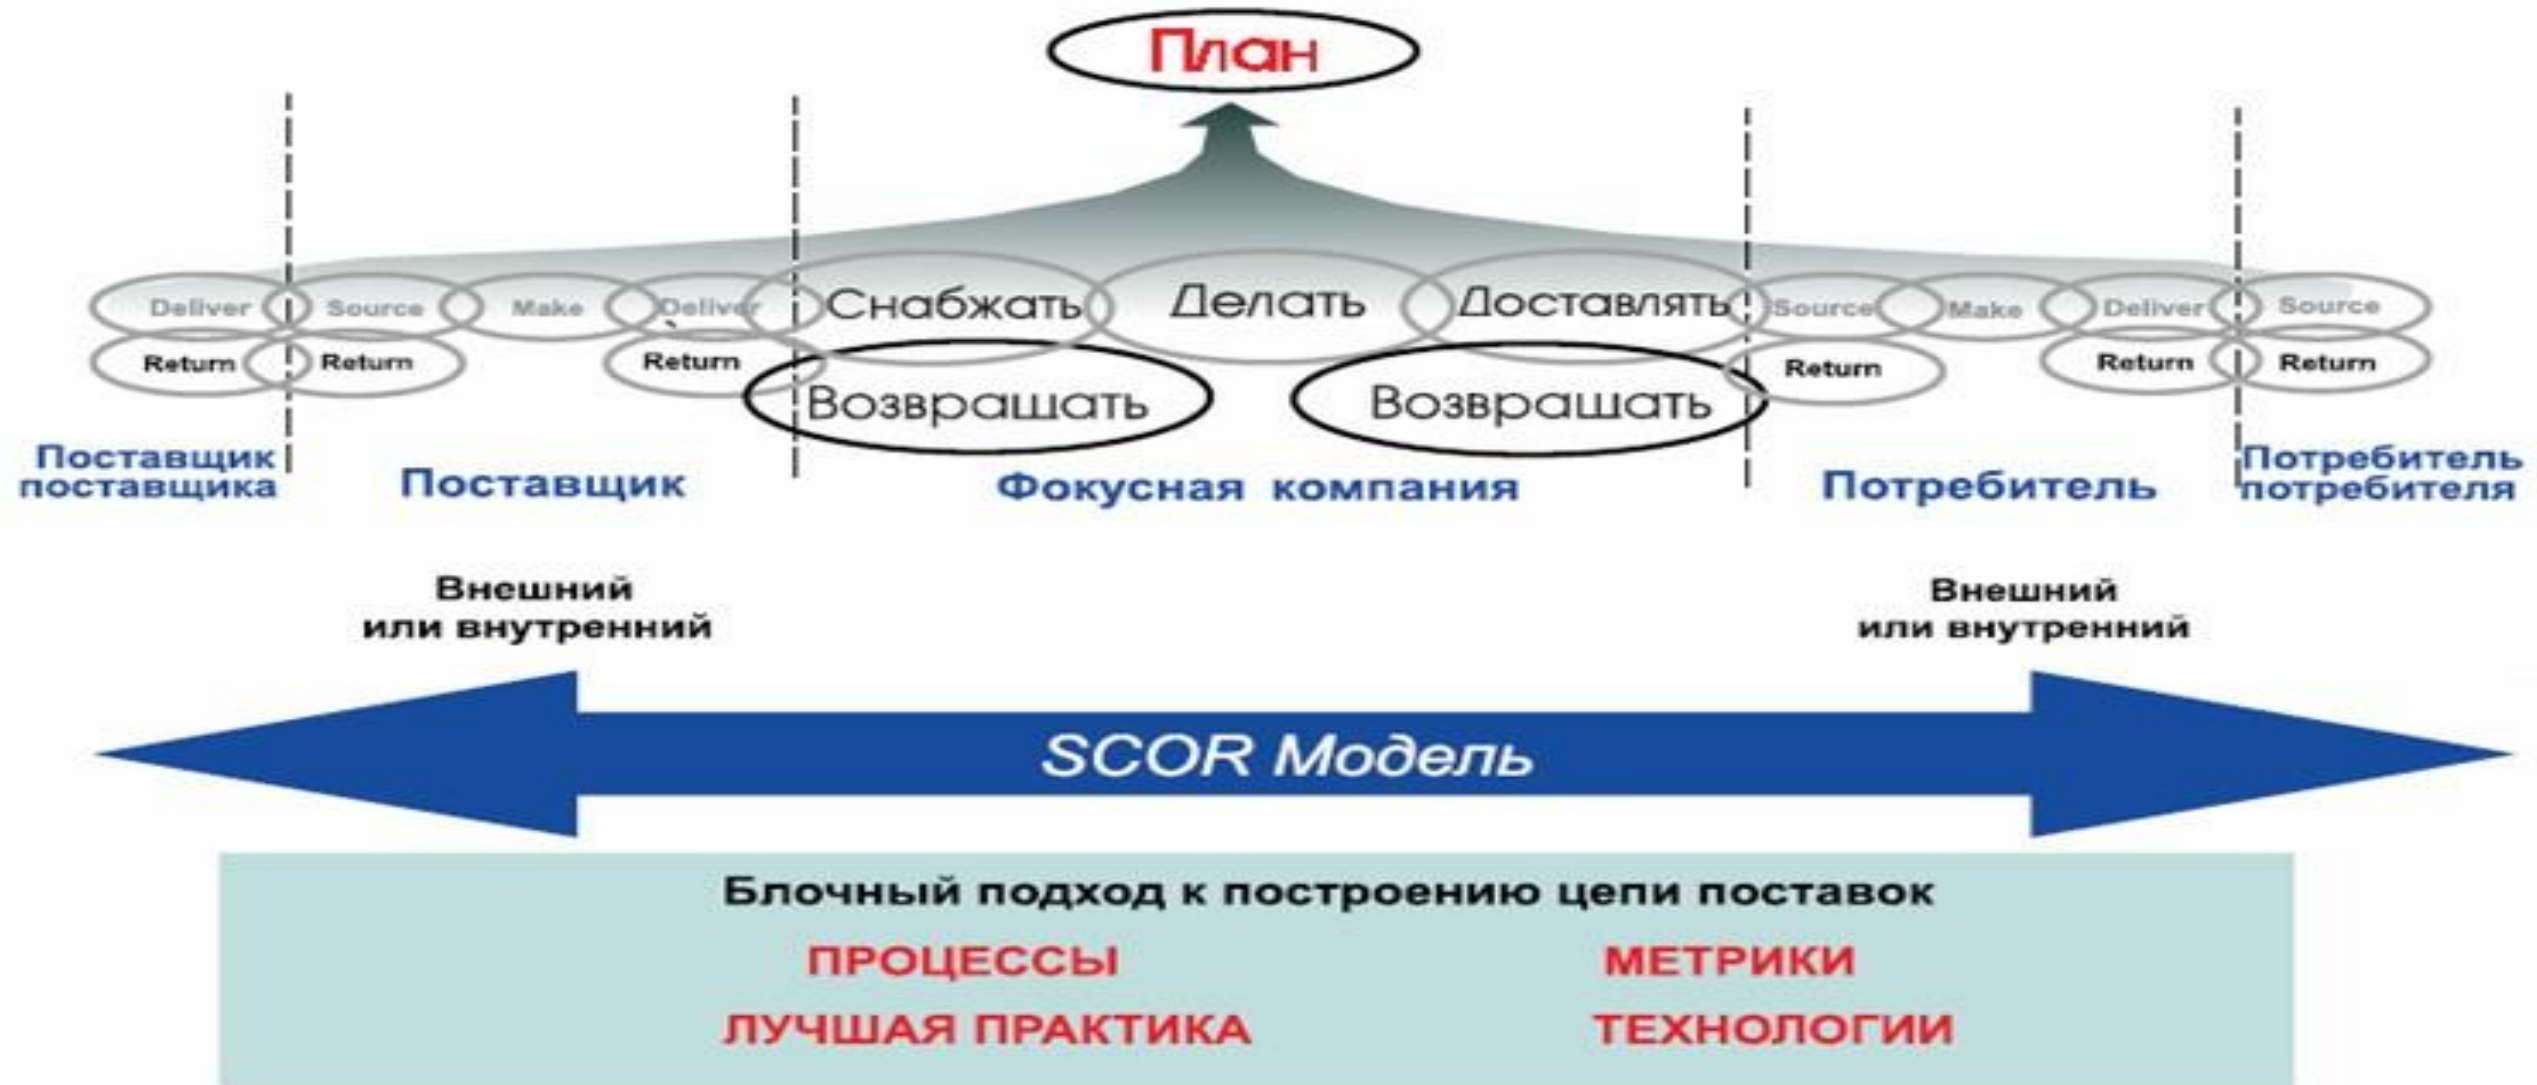 План
Deliver Source Make Deliver Снабжать Делать Доставлять Source Make Deliver Source
Return Return Return Возвращать Возвращать Return Return Return
Поставщик
поставщика
Поставщик
Фокусная компания
Потребитель
Потребитель
потребителя
Внешний
или внутренний
Внешний
или внутренний
SCOR Модель
Блочный подход к построению цепи поставок
ПРОЦЕССЫ МЕТРИКИ
ЛУЧШАЯ ПРАКТИКА ТЕХНОЛОГИИ